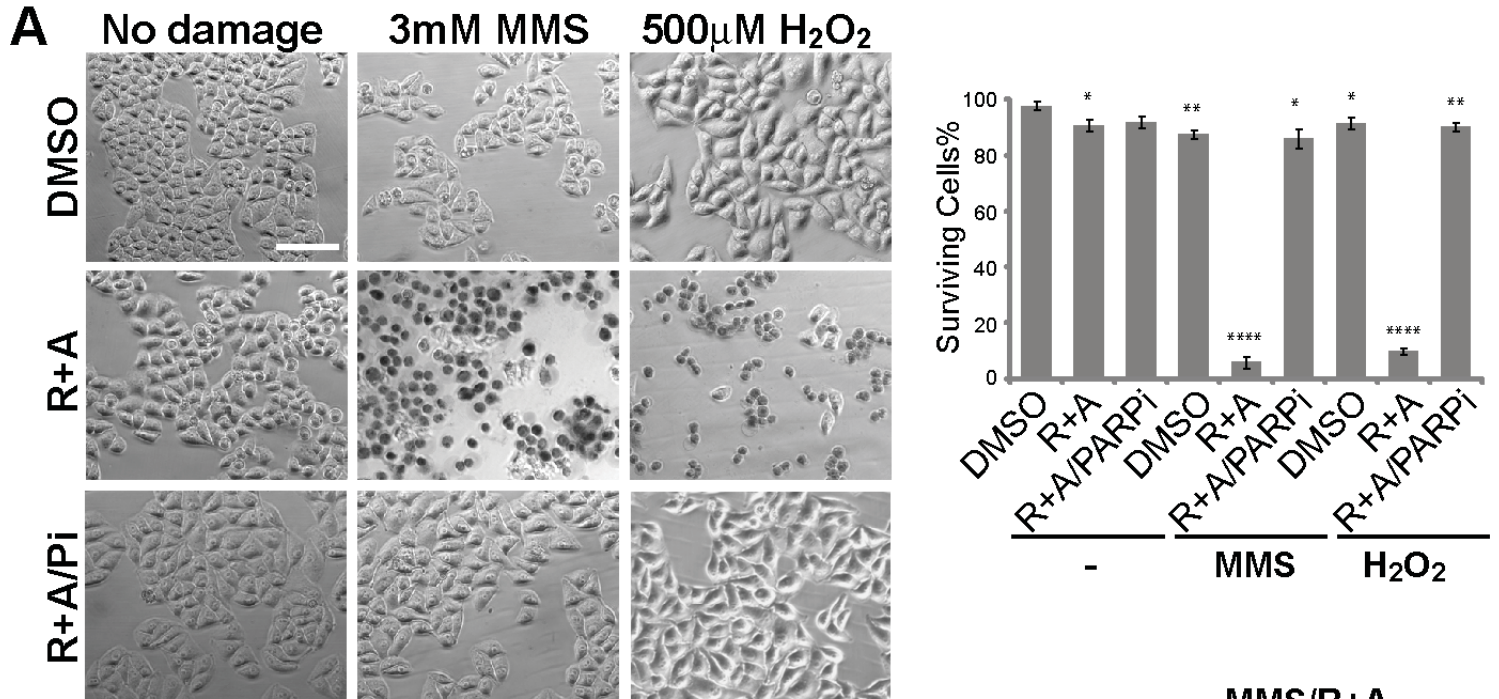 A
No damage 3mM MMS 500µM H₂O₂
DMSO
R+A
R+A/Pi
Surviving Cells%
100
80
60
40
20
0
* ** * * **
**** ****
DMSO R+A R+A/PARPi DMSO R+A R+A/PARPi DMSO R+A R+A/PARPi
- MMS H₂O₂
MMS/R+A